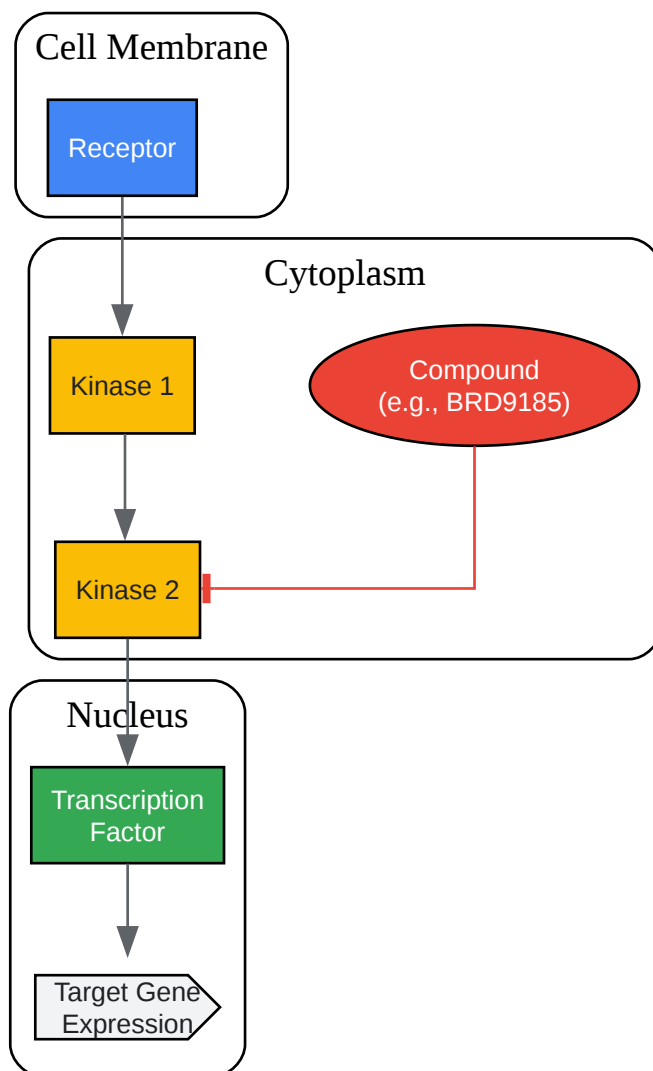 Cell Membrane
Receptor
Cytoplasm
Kinase 1
Compound
(e.g., BRD9185)
Kinase 2
Nucleus
Transcription
Factor
Target Gene
Expression